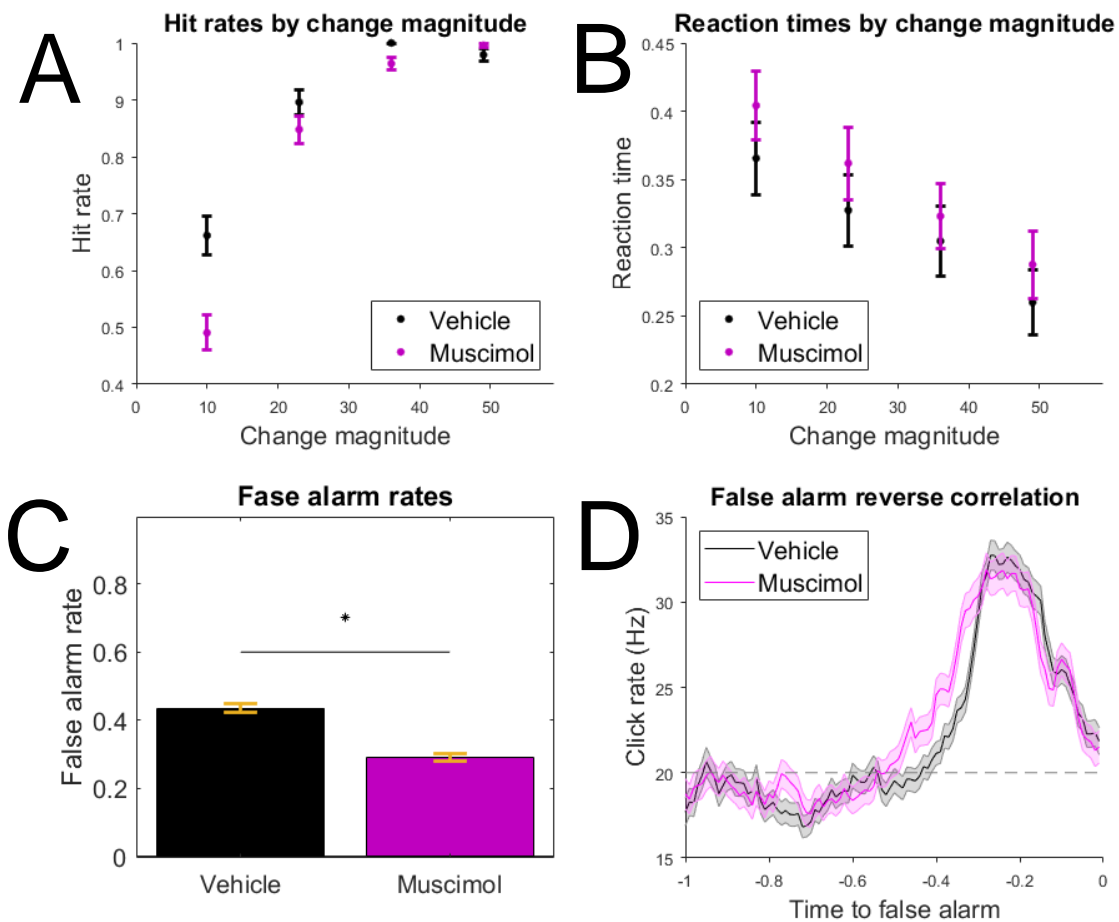 A
Hit rates by change magnitude
1
9
0.8
0.7
0.6
0.5
0.4
0
10
20
30
40
50
Hit rate
Change magnitude
Vehicle
Muscimol
B
Reaction times by change magnitude
0.45
0.4
0.35
0.3
0.25
0.2
0
10
20
30
40
50
Reaction time
Change magnitude
Vehicle
Muscimol
C
Fase alarm rates
0.8
0.6
0.4
0.2
0
*
False alarm rate
Vehicle
Muscimol
D
False alarm reverse correlation
35
30
25
20
15
-1
-0.8
-0.6
-0.4
-0.2
0
Click rate (Hz)
Time to false alarm
Vehicle
Muscimol